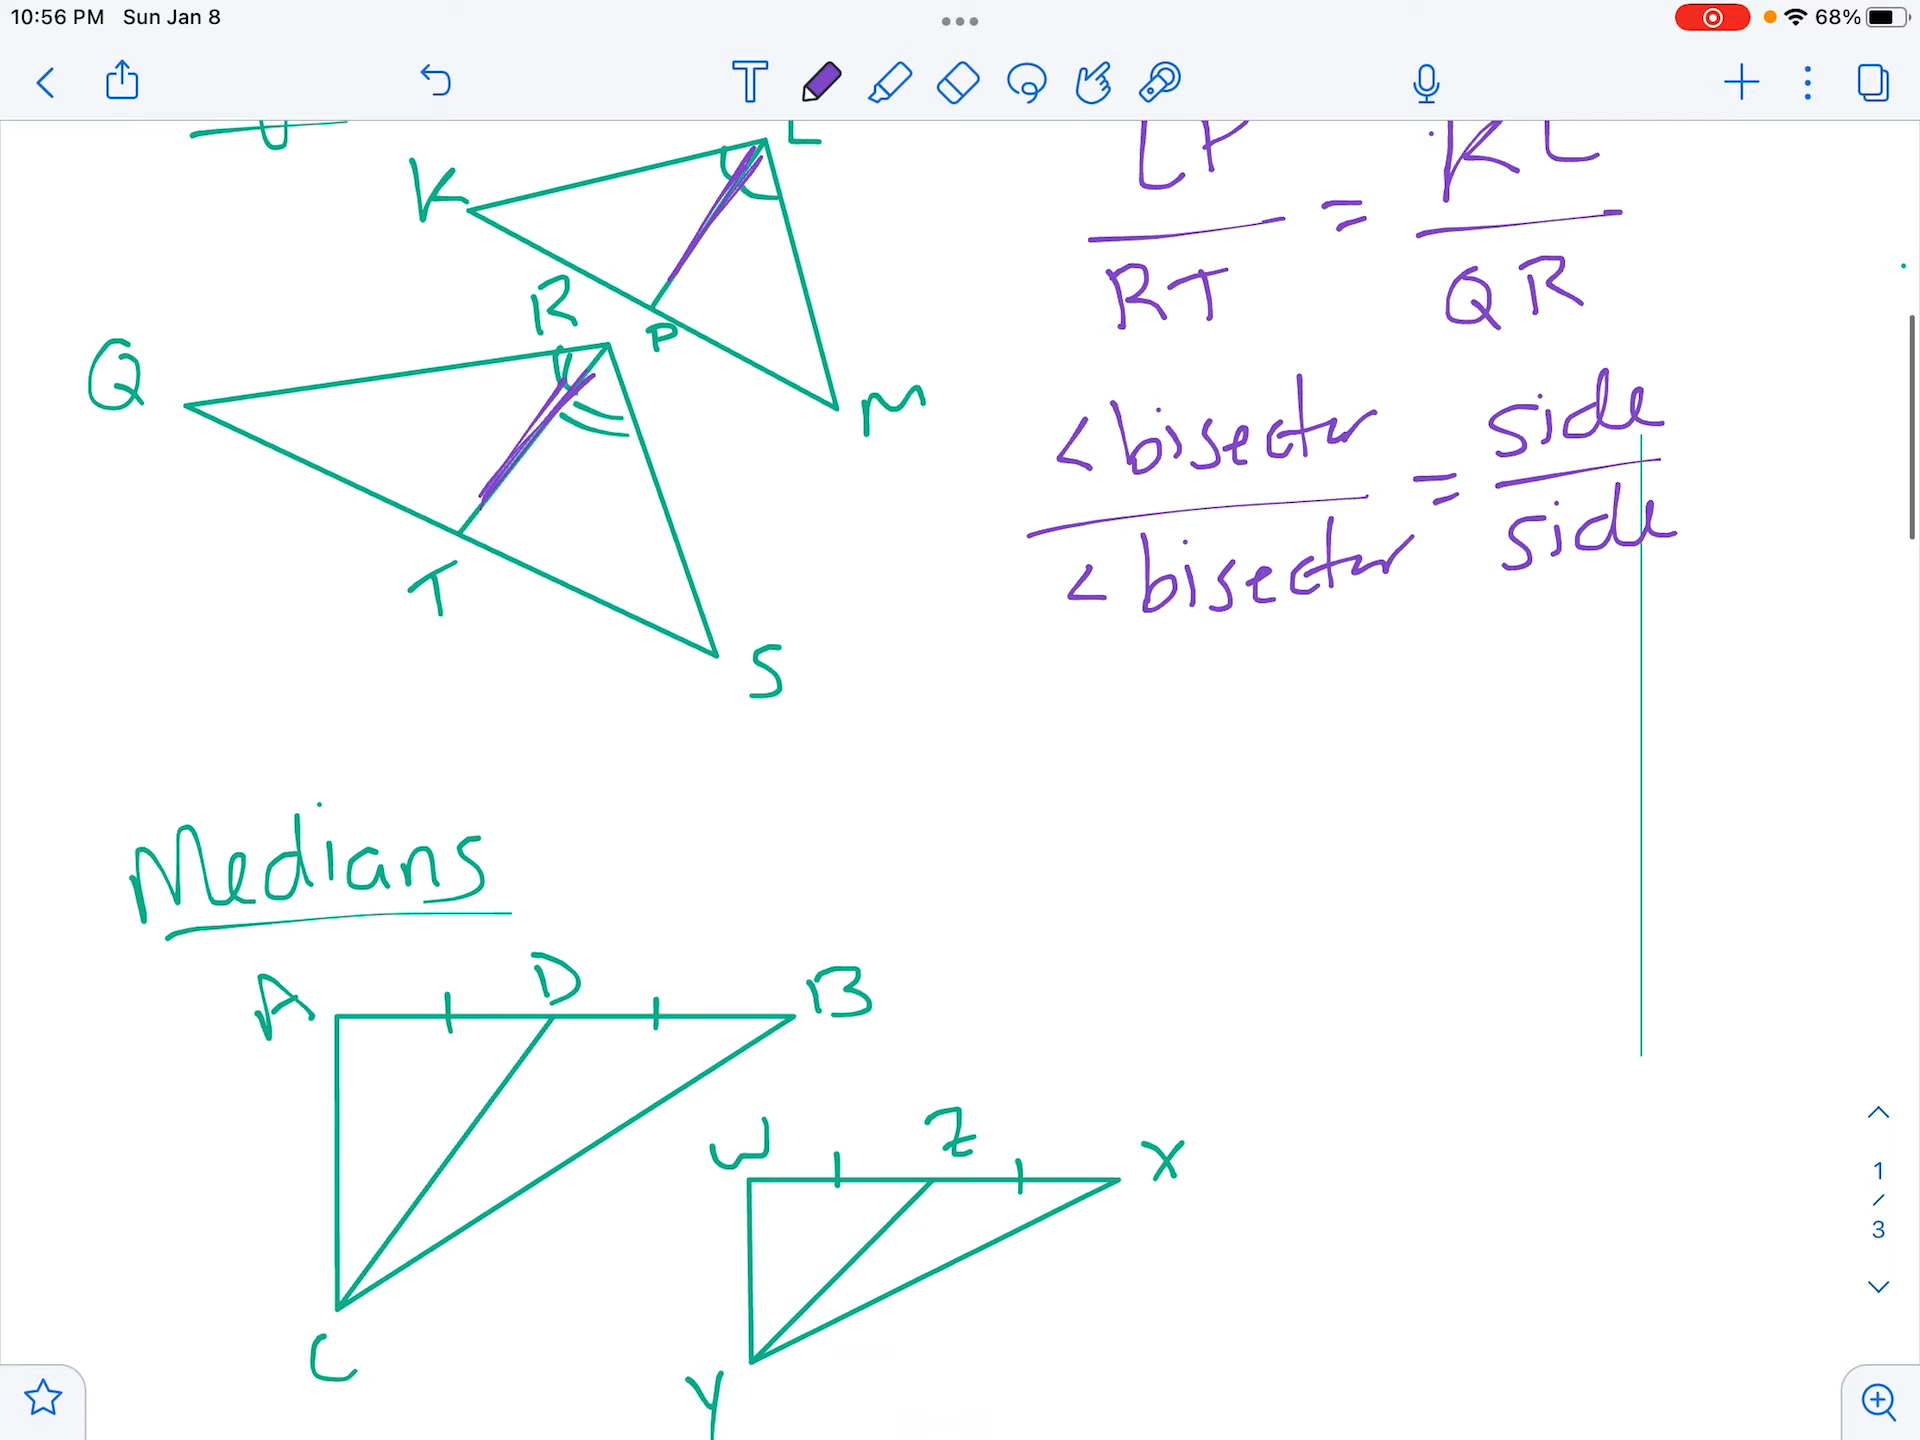 10:56 PM Sun Jan 8
68%
L
K
LP = KL
RT QR
R
P
Q
M
< bisector = side
< bisector side
T
S
Medians
A D B
W Z X
C
Y
1
/
3